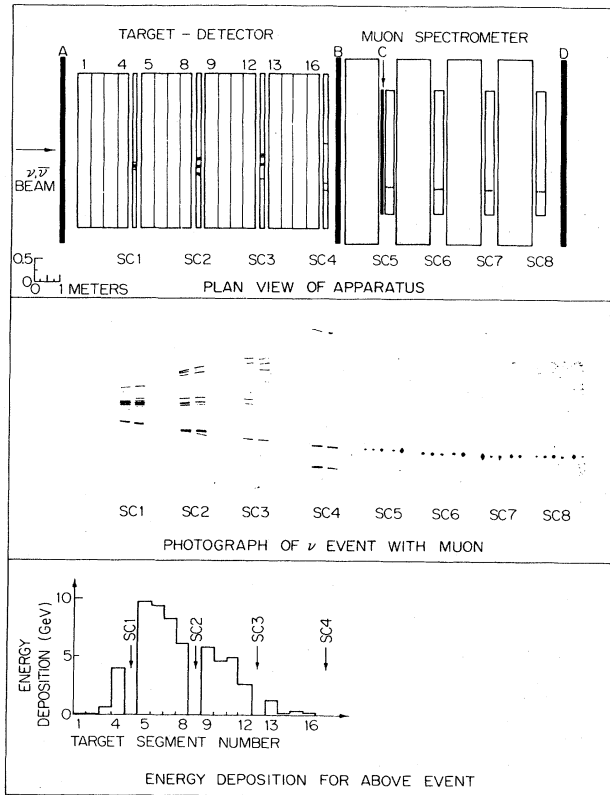 TARGET – DETECTOR
MUON SPECTROMETER
A
B
C
D
1 4 5 8 9 12 13 16
ν, ν̅
BEAM
0.5
0
0 1 METERS
SC1 SC2 SC3 SC4 SC5 SC6 SC7 SC8
PLAN VIEW OF APPARATUS
SC1 SC2 SC3 SC4 SC5 SC6 SC7 SC8
PHOTOGRAPH OF ν EVENT WITH MUON
ENERGY
DEPOSITION (GeV)
10
5
0
SC1 SC2 SC3 SC4
1 4 5 8 9 12 13 16
TARGET SEGMENT NUMBER
ENERGY DEPOSITION FOR ABOVE EVENT